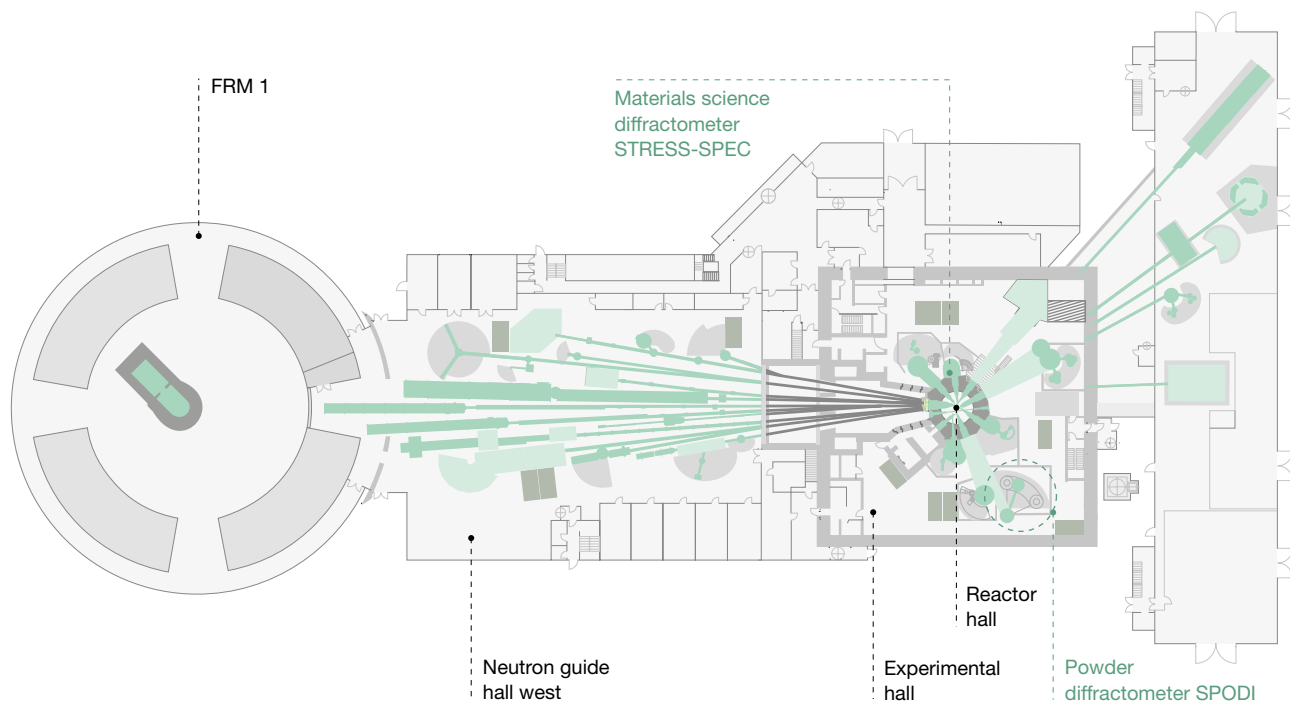 FRM 1
Materials science
diffractometer
STRESS-SPEC
Reactor
hall
Neutron guide
hall west
Experimental
hall
Powder
diffractometer SPODI